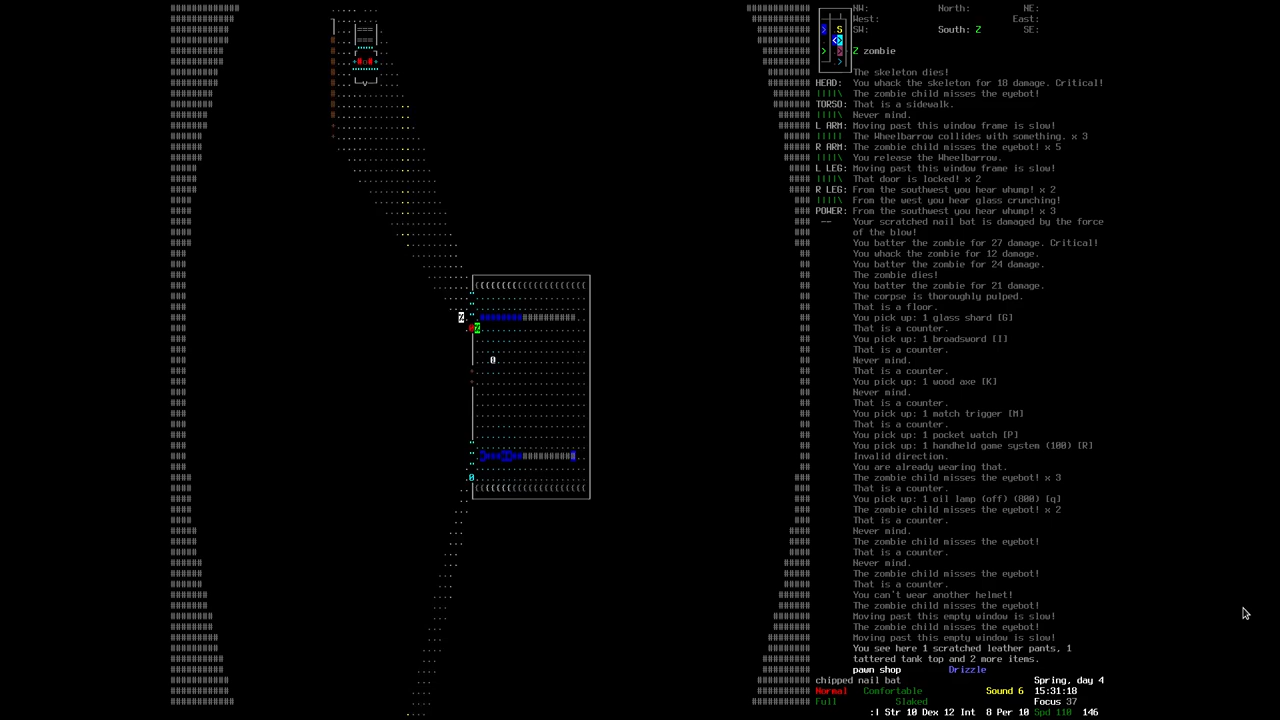 NW: North: NE:
West: East:
SW: South: Z SE:
Z zombie
The skeleton dies!
HEAD: You whack the skeleton for 18 damage. Critical!
The zombie child misses the eyebot!
TORSO: That is a sidewalk.
Never mind.
L ARM: Moving past this window frame is slow!
The Wheelbarrow collides with something. x 3
R ARM: The zombie child misses the eyebot! x 5
You release the Wheelbarrow.
L LEG: Moving past this window frame is slow!
That door is locked! x 2
R LEG: From the southwest you hear whump! x 2
From the west you hear glass crunching!
POWER: From the southwest you hear whump! x 3
-- Your scratched nail bat is damaged by the force
of the blow!
You batter the zombie for 27 damage. Critical!
You whack the zombie for 12 damage.
You batter the zombie for 24 damage.
The zombie dies!
You batter the zombie for 21 damage.
The corpse is thoroughly pulped.
That is a floor.
You pick up: 1 glass shard [G]
That is a counter.
You pick up: 1 broadsword [I]
That is a counter.
Never mind.
That is a counter.
You pick up: 1 wood axe [K]
Never mind.
That is a counter.
You pick up: 1 match trigger [M]
That is a counter.
You pick up: 1 pocket watch [P]
That is a counter.
You pick up: 1 handheld game system (100) [R]
Invalid direction.
You are already wearing that.
The zombie child misses the eyebot! x 3
That is a counter.
You pick up: 1 oil lamp (off) (800) [q]
The zombie child misses the eyebot! x 2
That is a counter.
Never mind.
The zombie child misses the eyebot!
That is a counter.
Never mind.
The zombie child misses the eyebot!
That is a counter.
You can't wear another helmet!
The zombie child misses the eyebot!
Moving past this empty window is slow!
The zombie child misses the eyebot!
Moving past this empty window is slow!
You see here 1 scratched leather pants, 1
tattered tank top and 2 more items.
pawn shop Drizzle
chipped nail bat Spring, day 4
Normal Comfortable Sound 6 15:31:18
Full Slaked Focus 37
:| Str 10 Dex 12 Int 8 Per 10 Spd 110 146